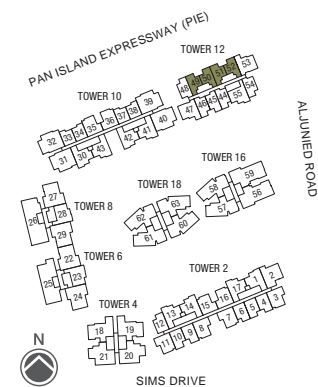 PAN ISLAND EXPRESSWAY (PIE)
TOWER 12
48 49 50 51 52 53
47 46 45 44 55 54
TOWER 10
32 33 34 35 36 37 38 39
31 30 43 42 41 40
ALJUNIED ROAD
TOWER 16
58 59
57 56
TOWER 18
62 63
61 60
TOWER 8
27
26 28
29
TOWER 6
22
25 23
24
TOWER 2
12 13 14 15 16 17 1 2
11 10 9 8 7 6 5 4 3
TOWER 4
18 19
21 20
N
SIMS DRIVE